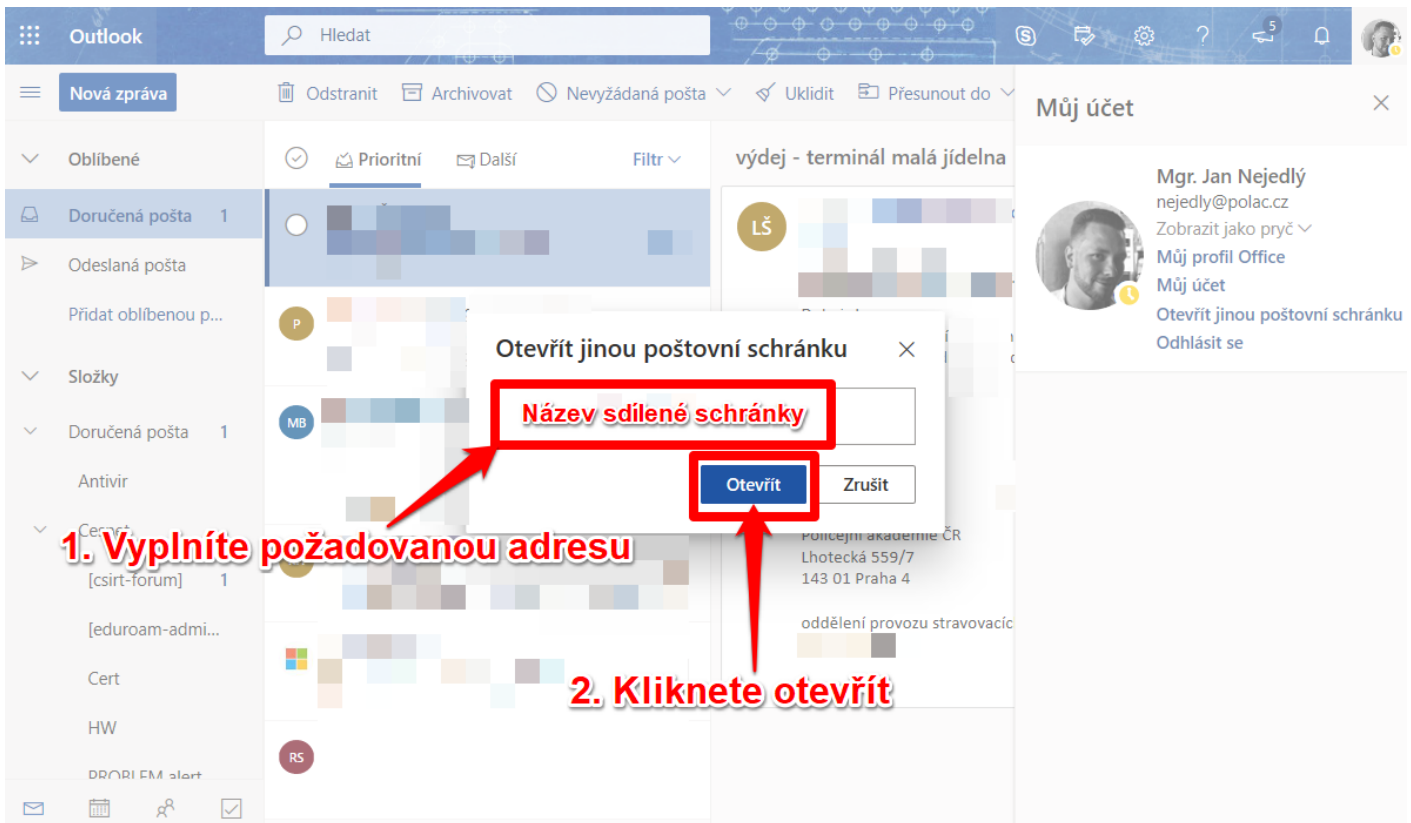 Outlook
Hledat
5
Nová zpráva
Odstranit
Archivovat
Nevyžádaná pošta
Uklidit
Přesunout do
Můj účet
Oblíbené
Prioritní
Další
Filtr
výdej - terminál malá jídelna
Mgr. Jan Nejedlý
nejedly@polac.cz
Zobrazit jako pryč
Můj profil Office
Můj účet
Otevřít jinou poštovní schránku
Odhlásit se
Doručená pošta 1
LŠ
Odeslaná pošta
Přidat oblíbenou p...
P
Otevřít jinou poštovní schránku
Složky
Název sdílené schránky
MB
Doručená pošta 1
Otevřít
Zrušit
Antivir
1. Vyplníte požadovanou adresu
Policejní akademie ČR
Lhotecká 559/7
143 01 Praha 4
[csirt-forum] 1
[eduroam-admi...
oddělení provozu stravovacíc
Cert
2. Kliknete otevřít
HW
RS
PROBLEM alert